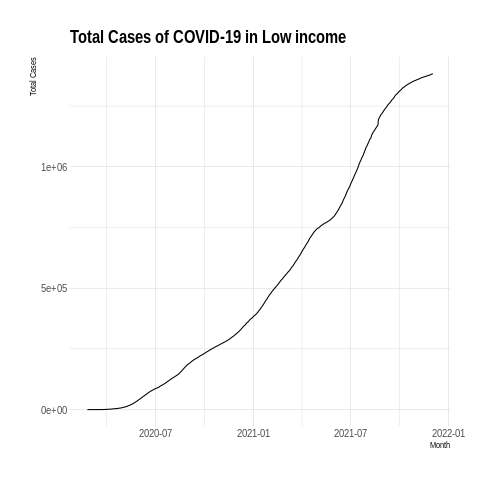 Total Cases of COVID-19 in Low income
Total Cases
1e+06
5e+05
0e+00
2020-07 2021-01 2021-07 2022-01
Month